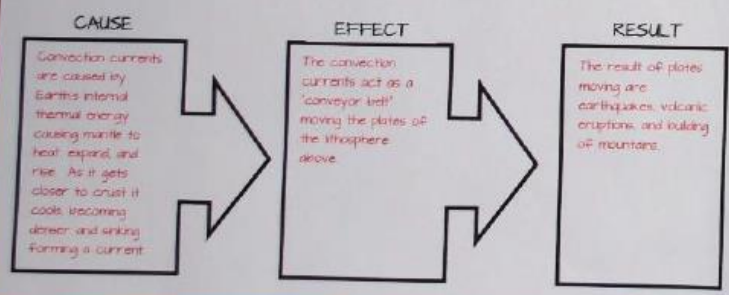 CAUSE
Convection currents
are caused by
Earth's internal
thermal energy
causing mantle to
heat, expand, and
rise. As it gets
closer to crust it
cools, becoming
denser and sinking
forming a current.
EFFECT
The convection
currents act as a
"conveyor belt"
moving the plates of
the lithosphere
above.
RESULT
The result of plates
moving are
earthquakes, volcanic
eruptions, and building
of mountains.